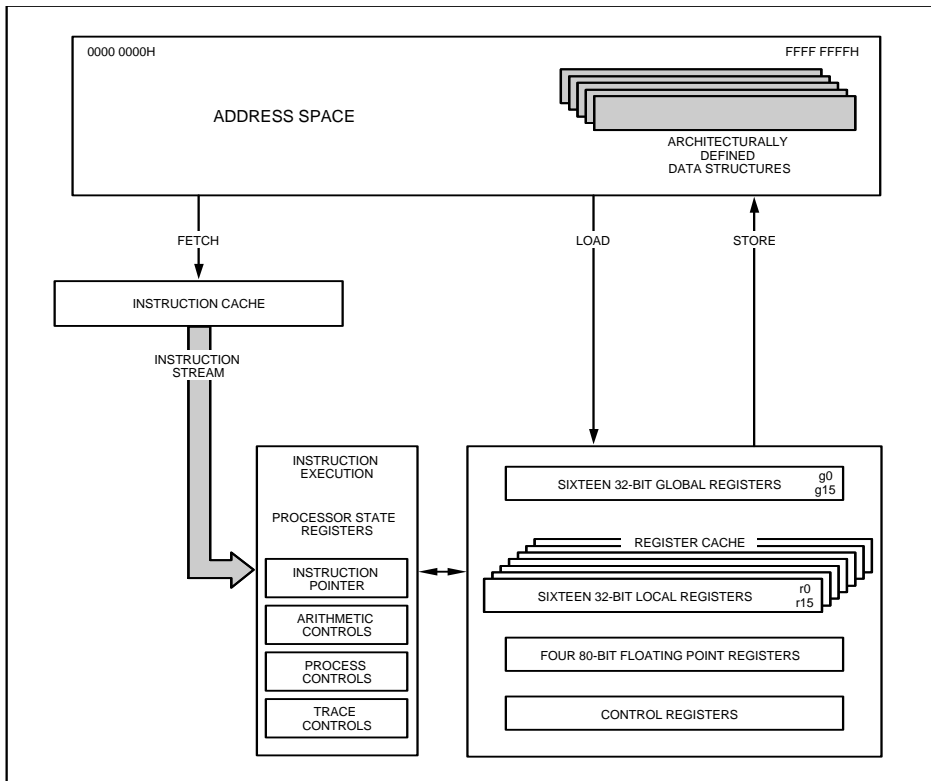 0000 0000H
FFFF FFFFH
ADDRESS SPACE
ARCHITECTURALLY
DEFINED
DATA STRUCTURES
FETCH
LOAD
STORE
INSTRUCTION CACHE
INSTRUCTION
STREAM
INSTRUCTION
EXECUTION
PROCESSOR STATE
REGISTERS
INSTRUCTION
POINTER
ARITHMETIC
CONTROLS
PROCESS
CONTROLS
TRACE
CONTROLS
SIXTEEN 32-BIT GLOBAL REGISTERS
g0
g15
REGISTER CACHE
SIXTEEN 32-BIT LOCAL REGISTERS
r0
r15
FOUR 80-BIT FLOATING POINT REGISTERS
CONTROL REGISTERS